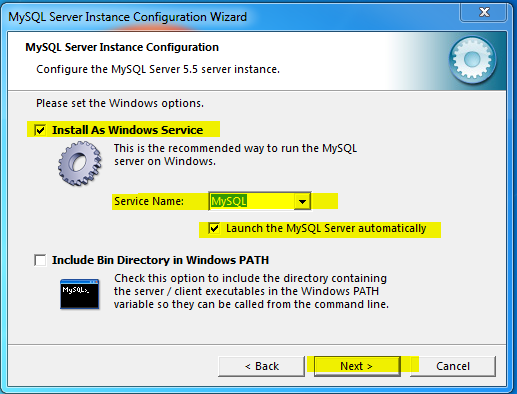 MySQL Server Instance Configuration Wizard
MySQL Server Instance Configuration
Configure the MySQL Server 5.5 server instance.
Please set the Windows options.
Install As Windows Service
This is the recommended way to run the MySQL
server on Windows.
Service Name:
MySQL
Launch the MySQL Server automatically
Include Bin Directory in Windows PATH
Check this option to include the directory containing
the server / client executables in the Windows PATH
variable so they can be called from the command line.
MySQL>_
< Back
Next >
Cancel